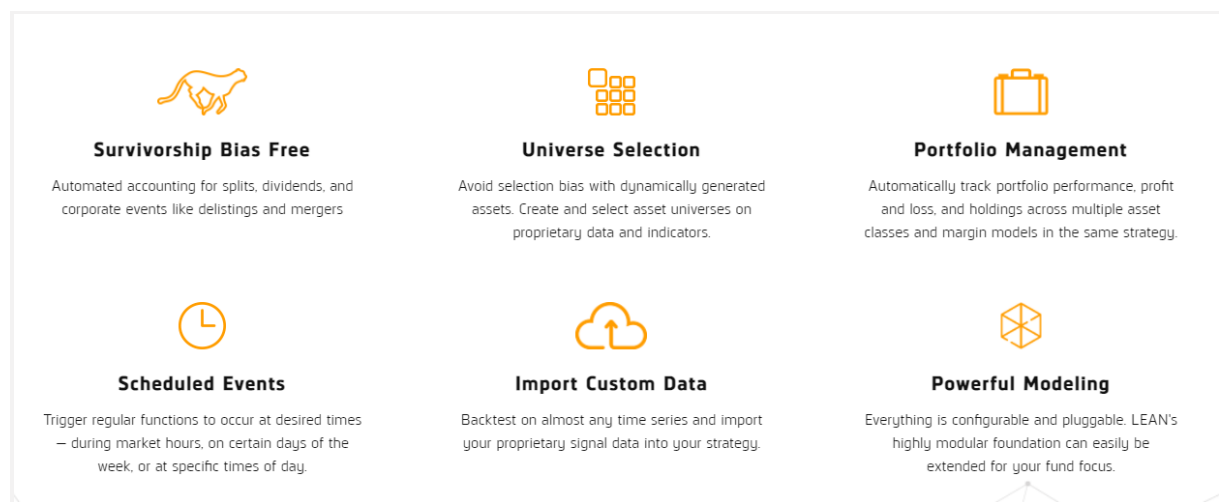 Survivorship Bias Free
Automated accounting for splits, dividends, and
corporate events like delistings and mergers
Universe Selection
Avoid selection bias with dynamically generated
assets. Create and select asset universes on
proprietary data and indicators.
Portfolio Management
Automatically track portfolio performance, profit
and loss, and holdings across multiple asset
classes and margin models in the same strategy.
Scheduled Events
Trigger regular functions to occur at desired times
— during market hours, on certain days of the
week, or at specific times of day.
Import Custom Data
Backtest on almost any time series and import
your proprietary signal data into your strategy.
Powerful Modeling
Everything is configurable and pluggable. LEAN's
highly modular foundation can easily be
extended for your fund focus.